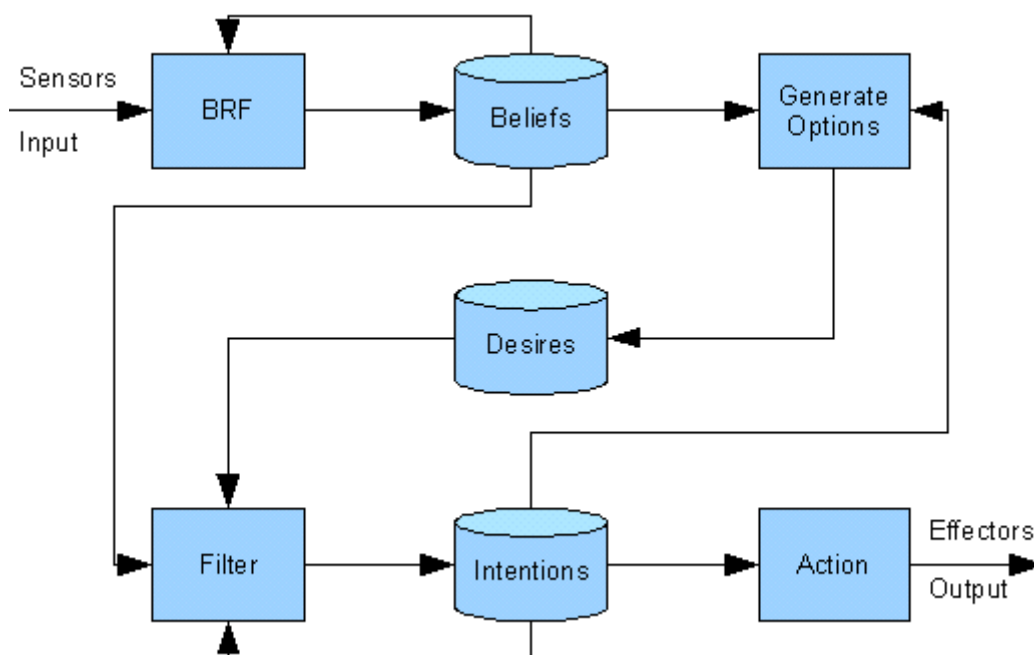 Sensors
Input
BRF
Beliefs
Generate
Options
Desires
Filter
Intentions
Action
Effectors
Output